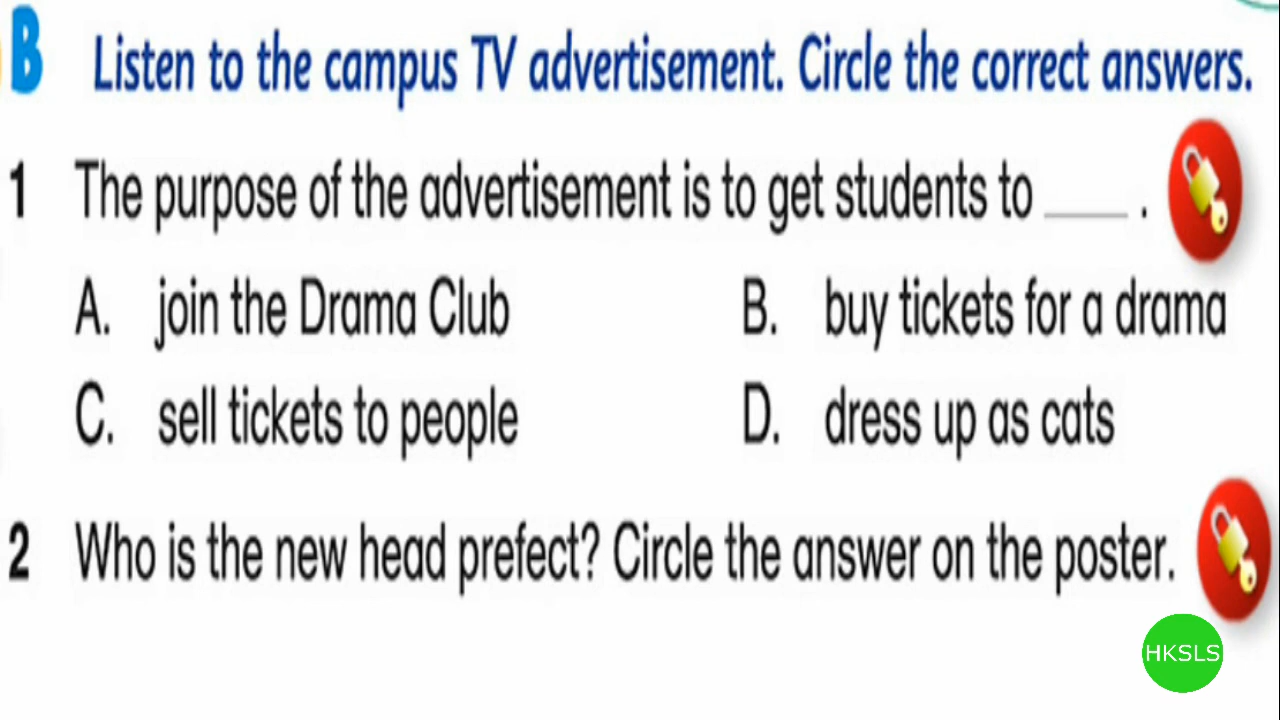 B Listen to the campus TV advertisement. Circle the correct answers.
1 The purpose of the advertisement is to get students to ____ .
A. join the Drama Club B. buy tickets for a drama
C. sell tickets to people D. dress up as cats
2 Who is the new head prefect? Circle the answer on the poster.
HKSLS